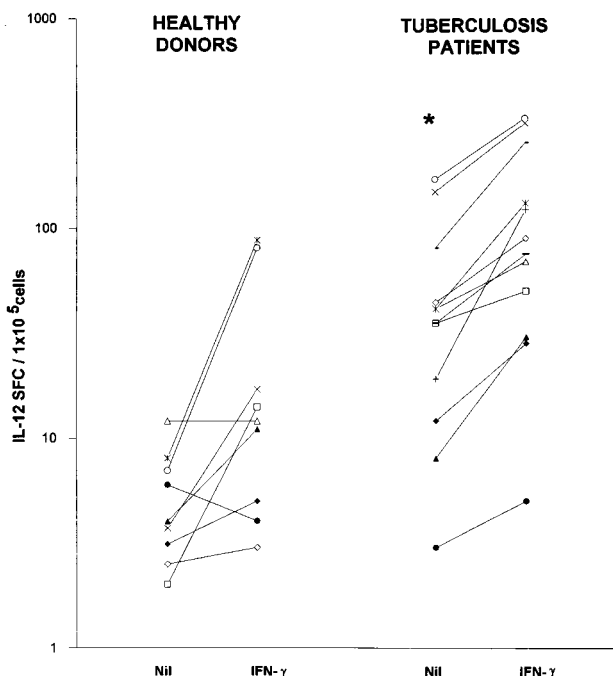 HEALTHY
DONORS
TUBERCULOSIS
PATIENTS
1000
*
100
10
1
IL-12 SFC / 1x10 5cells
Nil
IFN-γ
Nil
IFN-γ